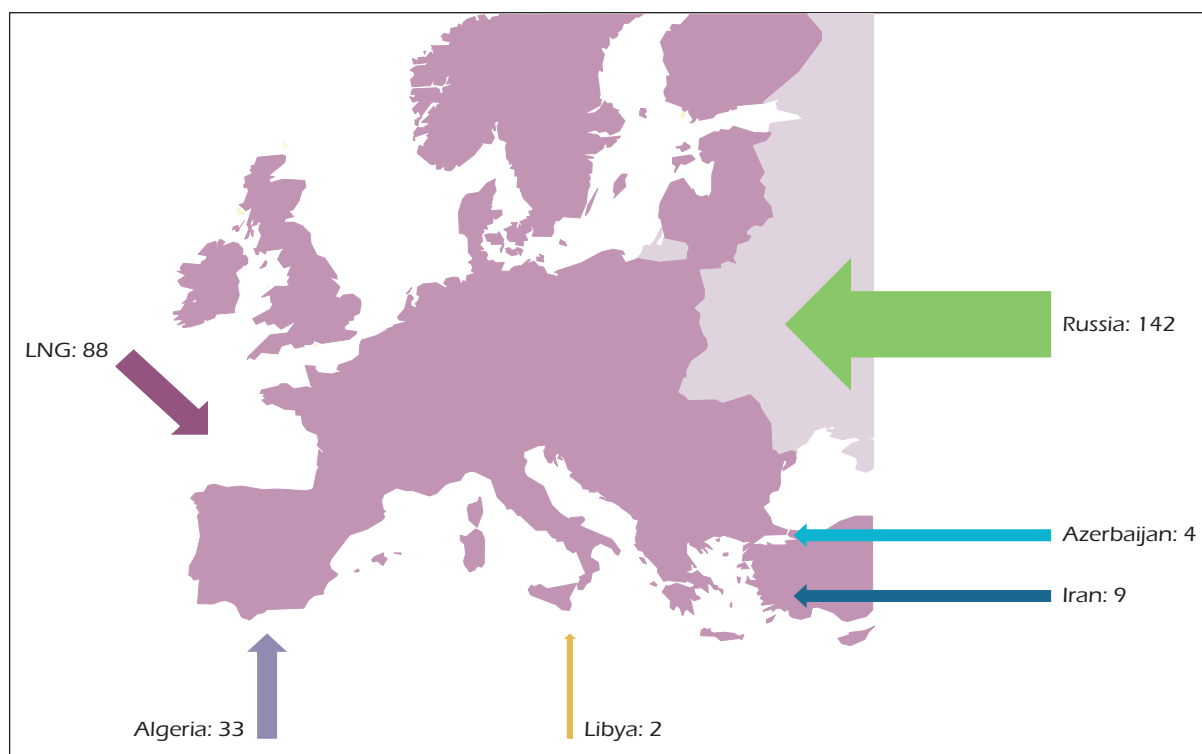 Russia: 142
LNG: 88
Azerbaijan: 4
Iran: 9
Algeria: 33
Libya: 2